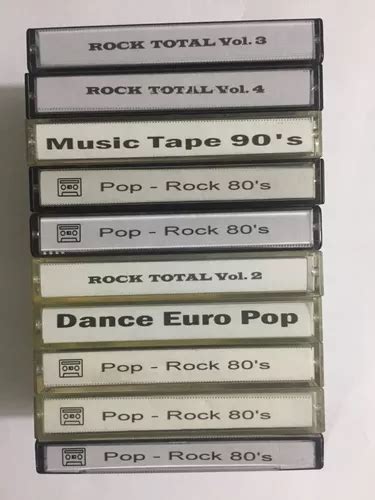 ROCK TOTAL Vol. 3
ROCK TOTAL Vol. 4
Music Tape 90's
Pop - Rock 80's
Pop - Rock 80's
ROCK TOTAL Vol. 2
Dance Euro Pop
Pop - Rock 80's
Pop - Rock 80's
Pop - Rock 80's